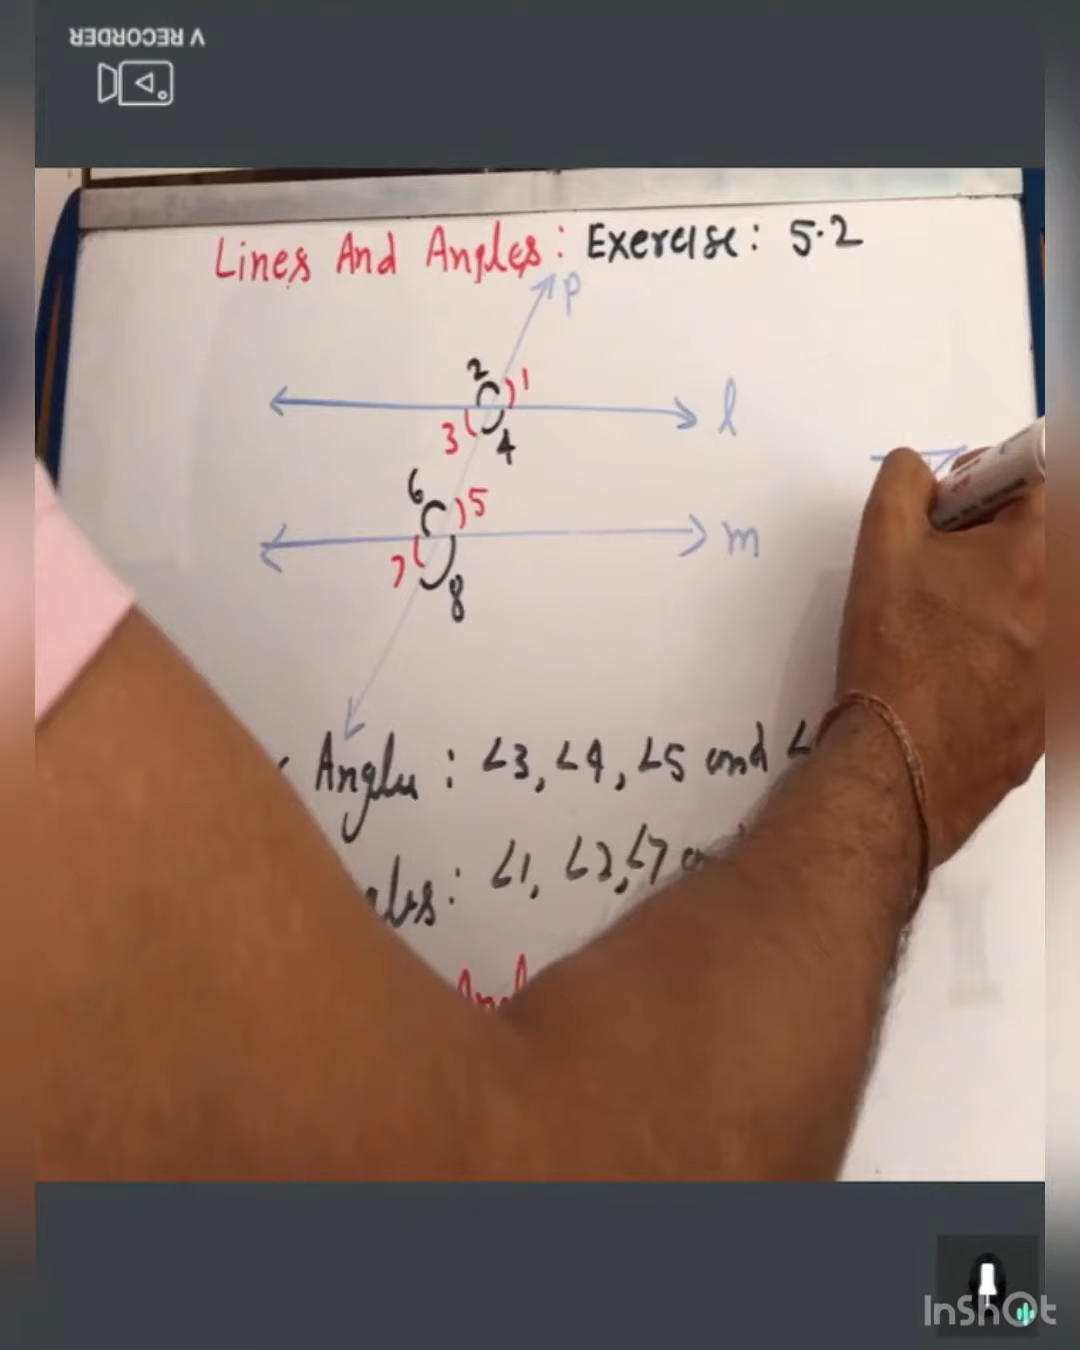 V RECORDER
Lines And Angles: Exercise: 5.2
p
2 1
l
3 4
6 5
m
7 8
Angles : ∠3, ∠4, ∠5 and ∠
∠1, ∠2, ∠7
InShOt